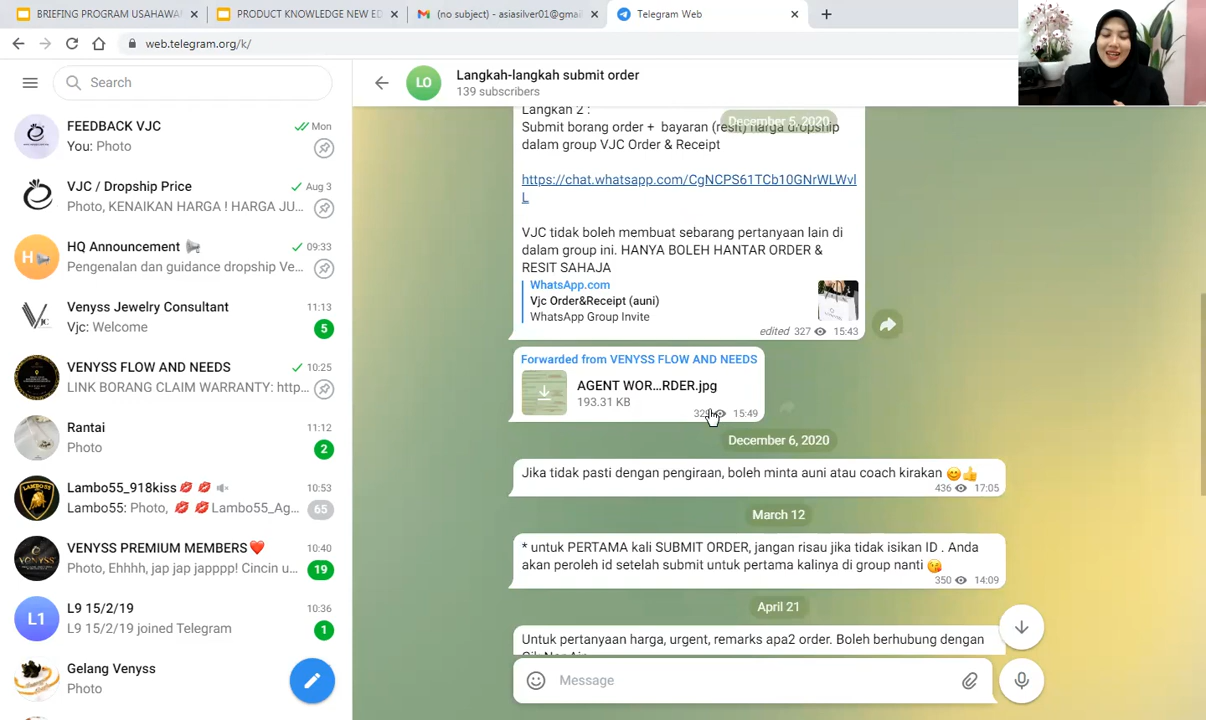 BRIEFING PROGRAM USAHAWA
PRODUCT KNOWLEDGE NEW ED
(no subject) - asiasilver01@gmai
Telegram Web
web.telegram.org/k/
Search
LO
Langkah-langkah submit order
139 subscribers
FEEDBACK VJC
Mon
You: Photo
VJC / Dropship Price
Aug 3
Photo, KENAIKAN HARGA ! HARGA JU...
H
HQ Announcement
09:33
Pengenalan dan guidance dropship Ve...
Venyss Jewelry Consultant
11:13
Vjc: Welcome
5
VENYSS FLOW AND NEEDS
10:25
LINK BORANG CLAIM WARRANTY: http...
Rantai
11:12
Photo
2
Lambo55_918kiss💋 💋
10:53
Lambo55: Photo, 💋 💋Lambo55_Ag...
65
VENYSS PREMIUM MEMBERS❤️
10:40
Photo, Ehhhh, jap jap japppp! Cincin u...
19
L1
L9 15/2/19
10:36
L9 15/2/19 joined Telegram
1
Gelang Venyss
Photo
December 5, 2020
Langkah 2 :
Submit borang order + bayaran (resit) harga dropship
dalam group VJC Order & Receipt
https://chat.whatsapp.com/CgNCPS61TCb10GNrWLWvI
L
VJC tidak boleh membuat sebarang pertanyaan lain di
dalam group ini. HANYA BOLEH HANTAR ORDER &
RESIT SAHAJA
WhatsApp.com
Vjc Order&Receipt (auni)
WhatsApp Group Invite
edited 327 15:43
Forwarded from VENYSS FLOW AND NEEDS
AGENT WOR...RDER.jpg
193.31 KB
15:49
December 6, 2020
Jika tidak pasti dengan pengiraan, boleh minta auni atau coach kirakan 😊👍
436 17:05
March 12
* untuk PERTAMA kali SUBMIT ORDER, jangan risau jika tidak isikan ID . Anda
akan peroleh id setelah submit untuk pertama kalinya di group nanti 😘
350 14:09
April 21
Untuk pertanyaan harga, urgent, remarks apa2 order. Boleh berhubung dengan
Message